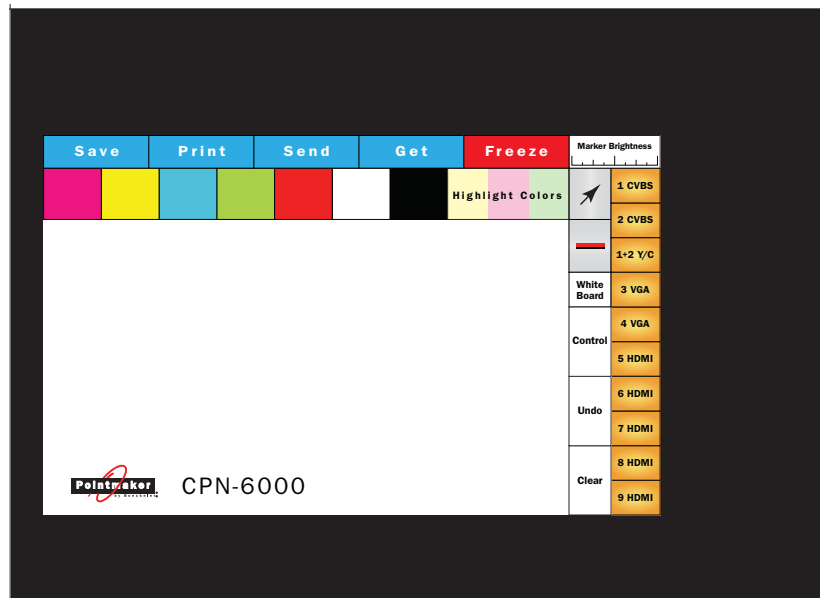 Save Print Send Get Freeze
Marker Brightness
Highlight Colors
1 CVBS
2 CVBS
1+2 Y/C
White
Board
3 VGA
4 VGA
Control
5 HDMI
6 HDMI
Undo
7 HDMI
8 HDMI
Clear
9 HDMI
Pointmaker
CPN-6000